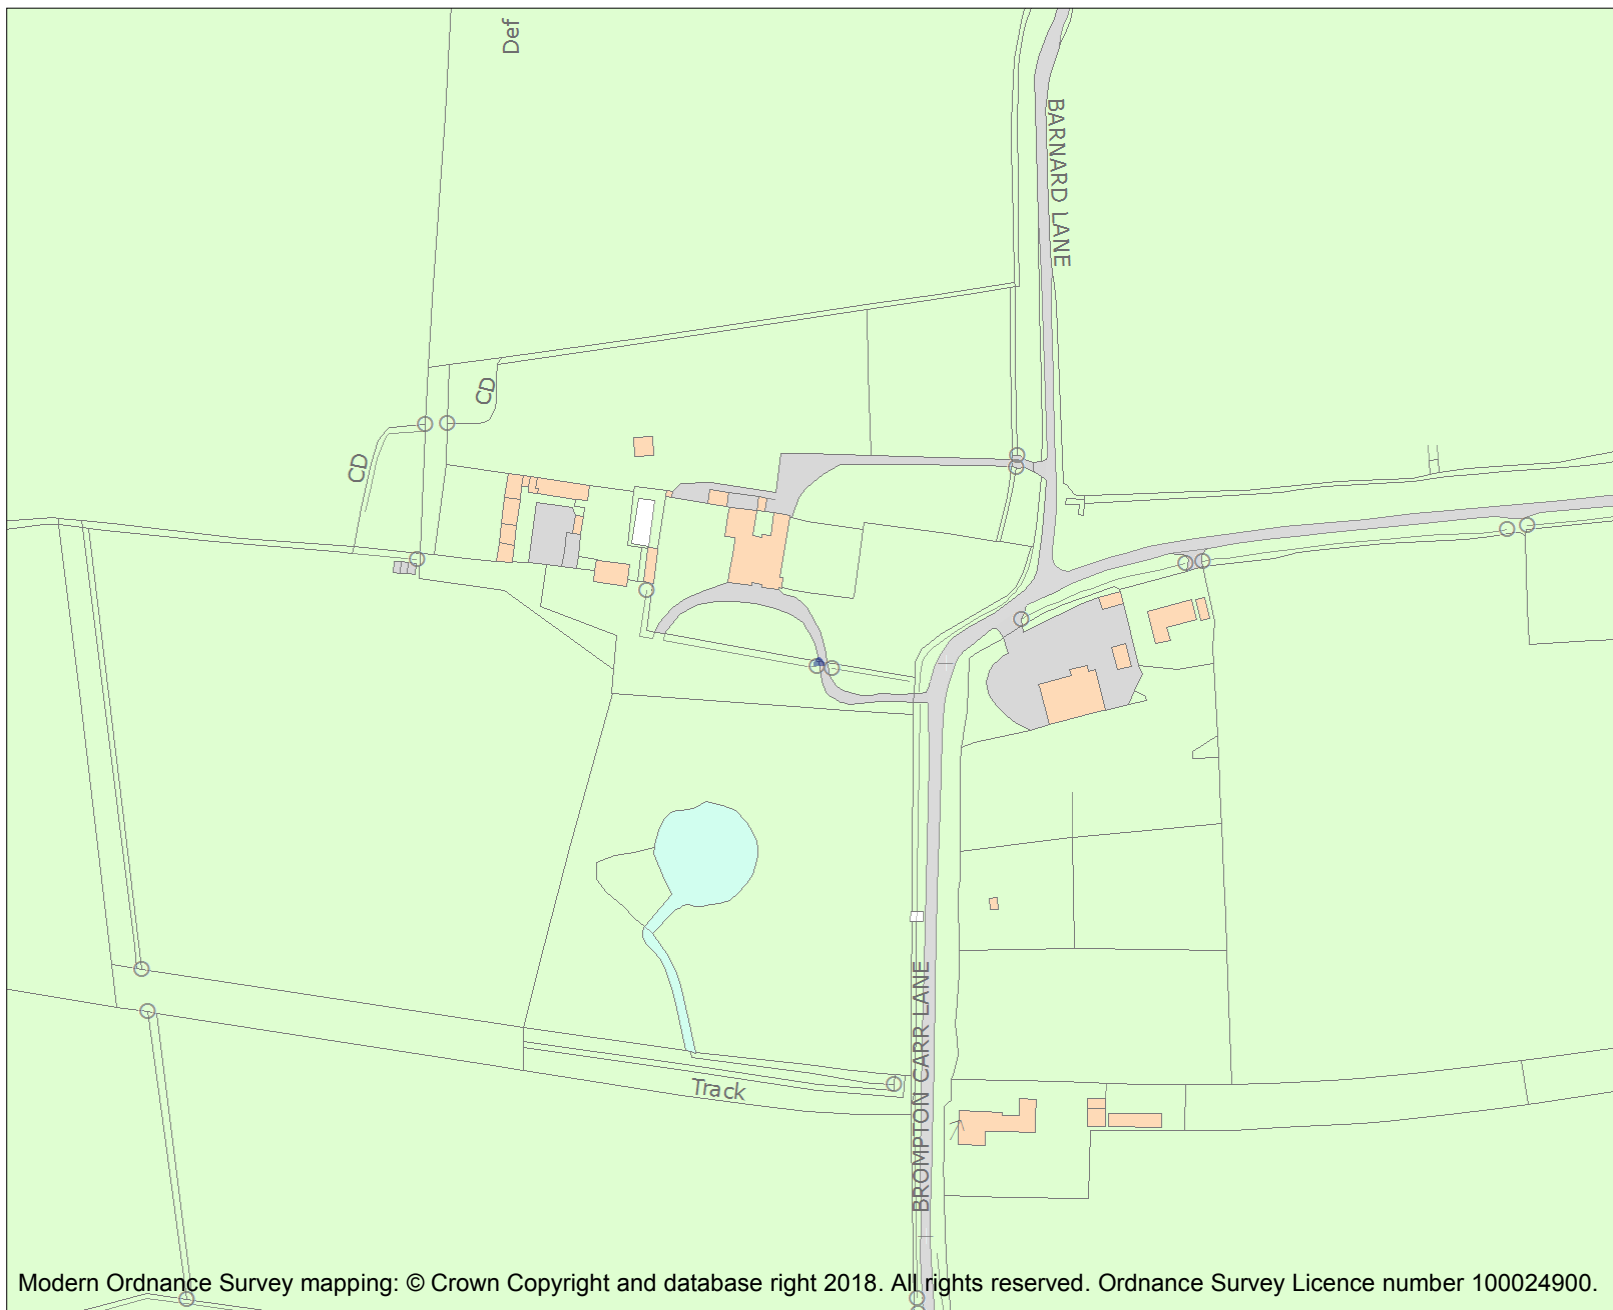 Def
BARNARD LANE
CD
CD
BROMPTON CARR LANE
Track
Modern Ordnance Survey mapping: © Crown Copyright and database right 2018. All rights reserved. Ordnance Survey Licence number 100024900.